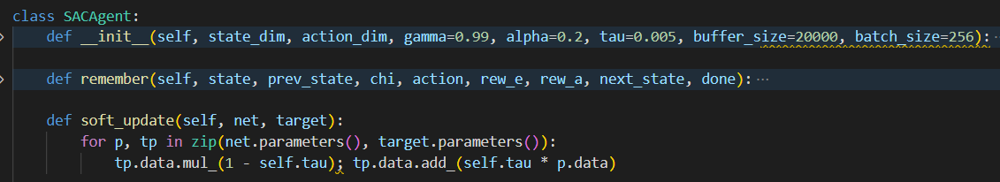 class SACAgent:
    def __init__(self, state_dim, action_dim, gamma=0.99, alpha=0.2, tau=0.005, buffer_size=20000, batch_size=256):⋯
    def remember(self, state, prev_state, chi, action, rew_e, rew_a, next_state, done):⋯
    def soft_update(self, net, target):
        for p, tp in zip(net.parameters(), target.parameters()):
            tp.data.mul_(1 - self.tau); tp.data.add_(self.tau * p.data)